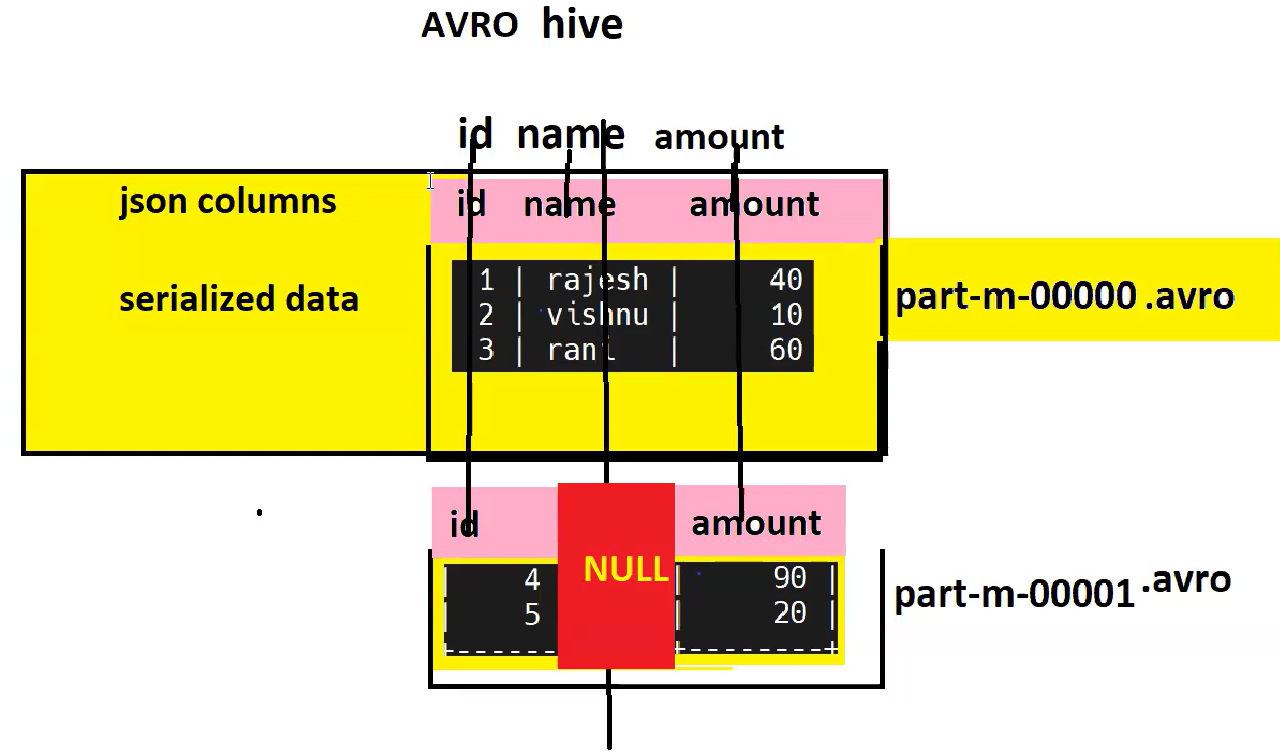 AVRO hive
id name amount
json columns
id name amount
serialized data
1 | rajesh | 40
2 | vishnu | 10
3 | rani | 60
part-m-00000 .avro
id amount
NULL
4 | 90 |
5 | 20 |
part-m-00001 .avro